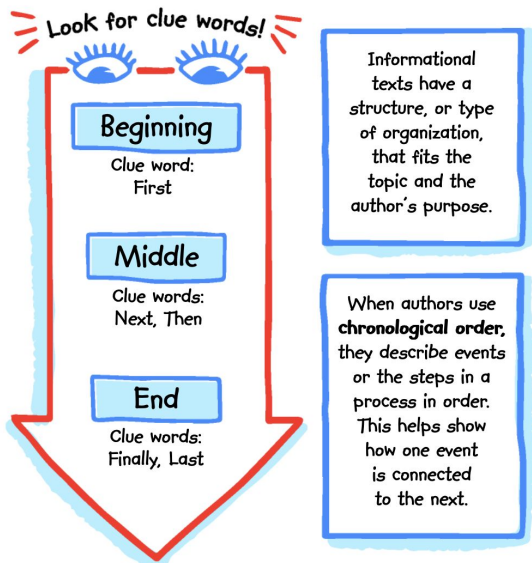 Look for clue words!
Beginning
Clue word:
First
Middle
Clue words:
Next, Then
End
Clue words:
Finally, Last
Informational
texts have a
structure, or type
of organization,
that fits the
topic and the
author's purpose.
When authors use
chronological order,
they describe events
or the steps in a
process in order.
This helps show
how one event
is connected
to the next.